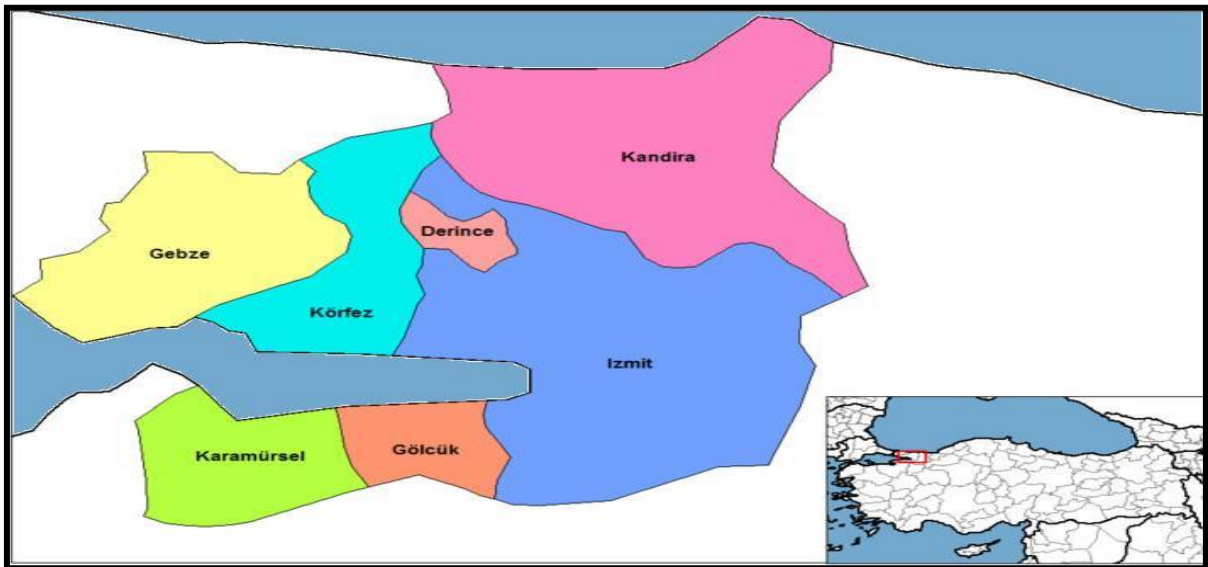 Kandira
Derince
Gebze
Körfez
Izmit
Karamürsel
Gölcük